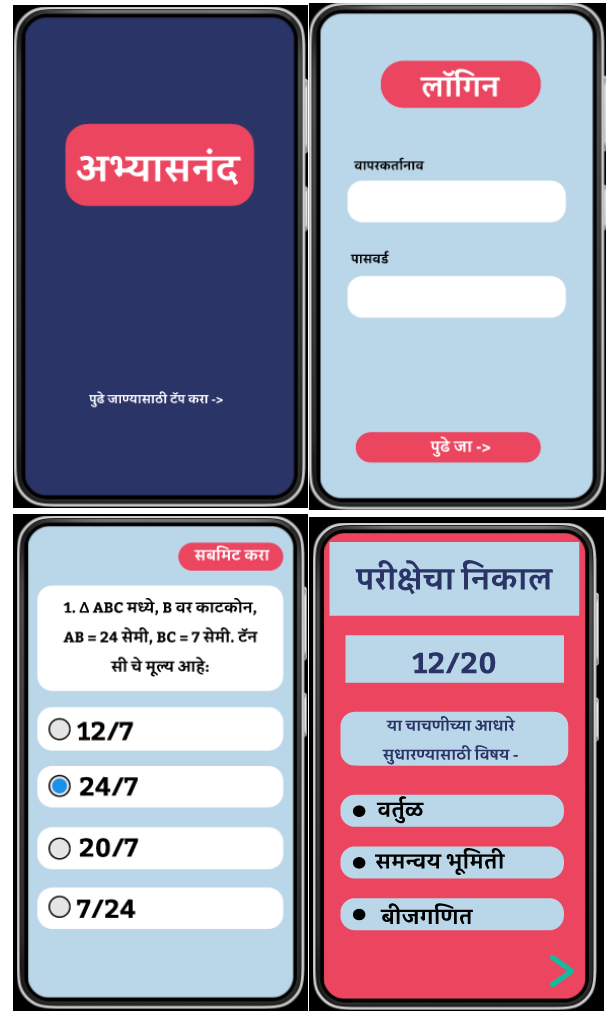 अभ्यासनंद
पुढे जाण्यासाठी टॅप करा ->
लॉगिन
वापरकर्तानाव
पासवर्ड
पुढे जा ->
सबमिट करा
1. Δ ABC मध्ये, B वर काटकोन,
AB = 24 सेमी, BC = 7 सेमी. टॅन
सी चे मूल्य आहे:
12/7
24/7
20/7
7/24
परीक्षेचा निकाल
12/20
या चाचणीच्या आधारे
सुधारण्यासाठी विषय -
● वर्तुळ
● समन्वय भूमिती
● बीजगणित